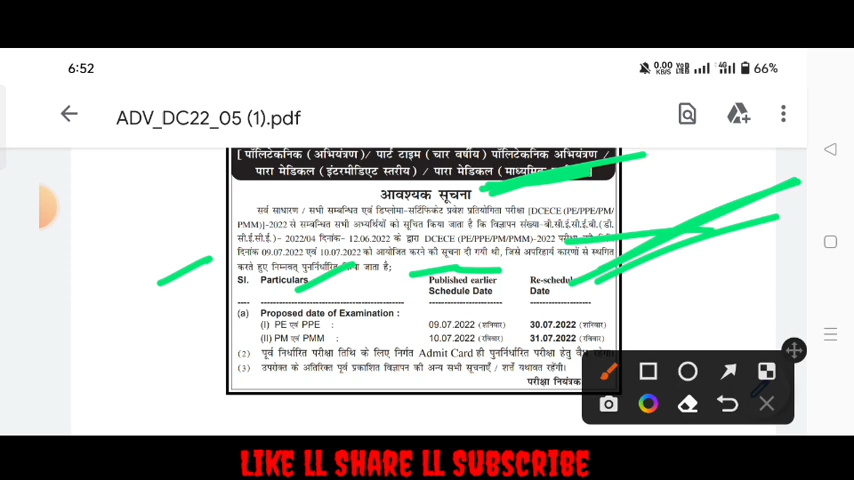 6:52
0.00 KB/S 4G 66%
ADV_DC22_05 (1).pdf
[ पॉलिटेकनिक (अभियंत्रण)/ पार्ट टाइम (चार वर्षीय) पॉलिटेकनिक अभियंत्रण /
पारा मेडिकल (इंटरमीडिएट स्तरीय) / पारा मेडिकल (माध्यमिक
आवश्यक सूचना
सर्व साधारण / सभी सम्बन्धित एवं डिप्लोमा-सर्टिफिकेट प्रवेश प्रतियोगिता परीक्षा [DCECE (PE/PPE/PM/
PMM)]-2022 से सम्बन्धित सभी अभ्यर्थियों को सूचित किया जाता है कि विज्ञापन संख्या-बी.सी.ई.सी.ई.बी.(डी.
सी.ई.सी.ई.)- 2022/04 दिनांक- 12.06.2022 के द्वारा DCECE (PE/PPE/PM/PMM)-2022 परीक्षा
दिनांक 09.07.2022 एवं 10.07.2022 को आयोजित करने की सूचना दी गयी थी, जिसे अपरिहार्य कारणों से स्थगित
करते हुए निम्नवत् पुनर्निर्धारित किया जाता है;
Sl. Particulars Published earlier Re-schedule
Schedule Date Date
(a) Proposed date of Examination :
(I) PE एवं PPE : 09.07.2022 (शनिवार) 30.07.2022 (शनिवार)
(II) PM एवं PMM : 10.07.2022 (रविवार) 31.07.2022 (रविवार)
(2) पूर्व निर्धारित परीक्षा तिथि के लिए निर्गत Admit Card ही पुनर्निर्धारित परीक्षा हेतु वैध रहेगा।
(3) उपरोक्त के अतिरिक्त पूर्व प्रकाशित विज्ञापन की अन्य सभी सूचनाएँ / शर्तें यथावत रहेंगी।
परीक्षा नियंत्रक
LIKE LL SHARE LL SUBSCRIBE